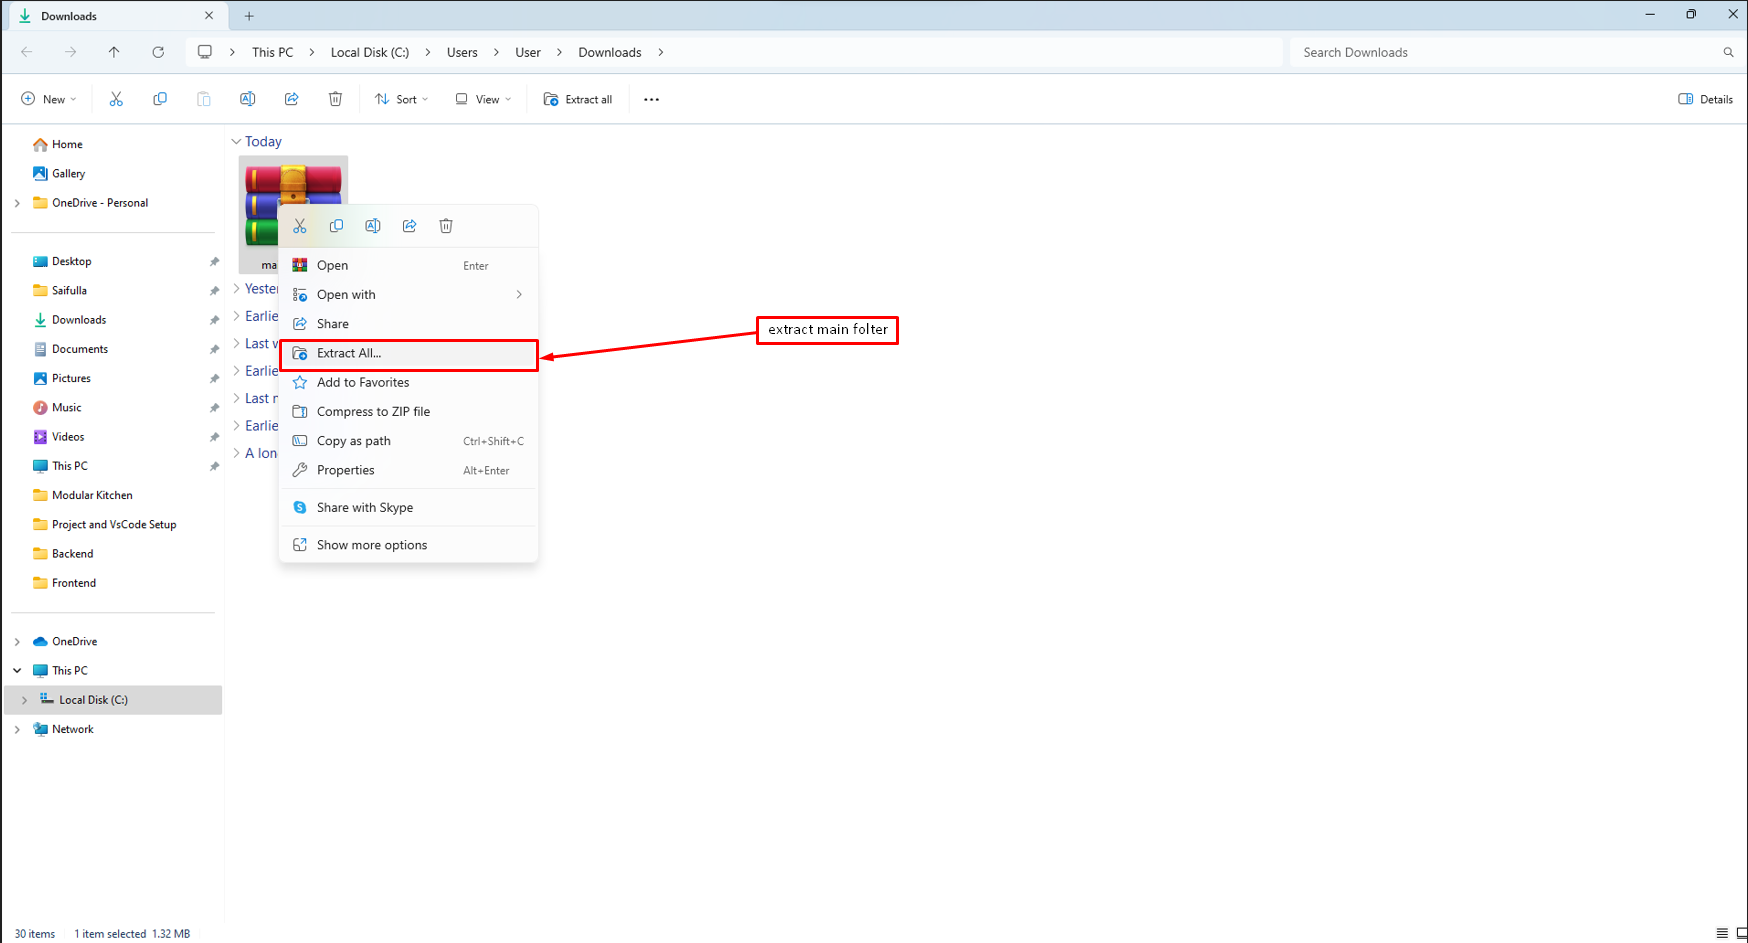 Downloads
This PC
Local Disk (C:)
Users
User
Downloads
Search Downloads
New
Sort
View
Extract all
Details
Home
Gallery
OneDrive - Personal
Desktop
Saifulla
Downloads
Documents
Pictures
Music
Videos
This PC
Modular Kitchen
Project and VsCode Setup
Backend
Frontend
OneDrive
This PC
Local Disk (C:)
Network
Today
ma
Yester
Earlie
Last w
Earlie
Last m
Earlie
A lon
Open Enter
Open with
Share
Extract All...
Add to Favorites
Compress to ZIP file
Copy as path Ctrl+Shift+C
Properties Alt+Enter
Share with Skype
Show more options
extract main folter
30 items 1 item selected 1.32 MB